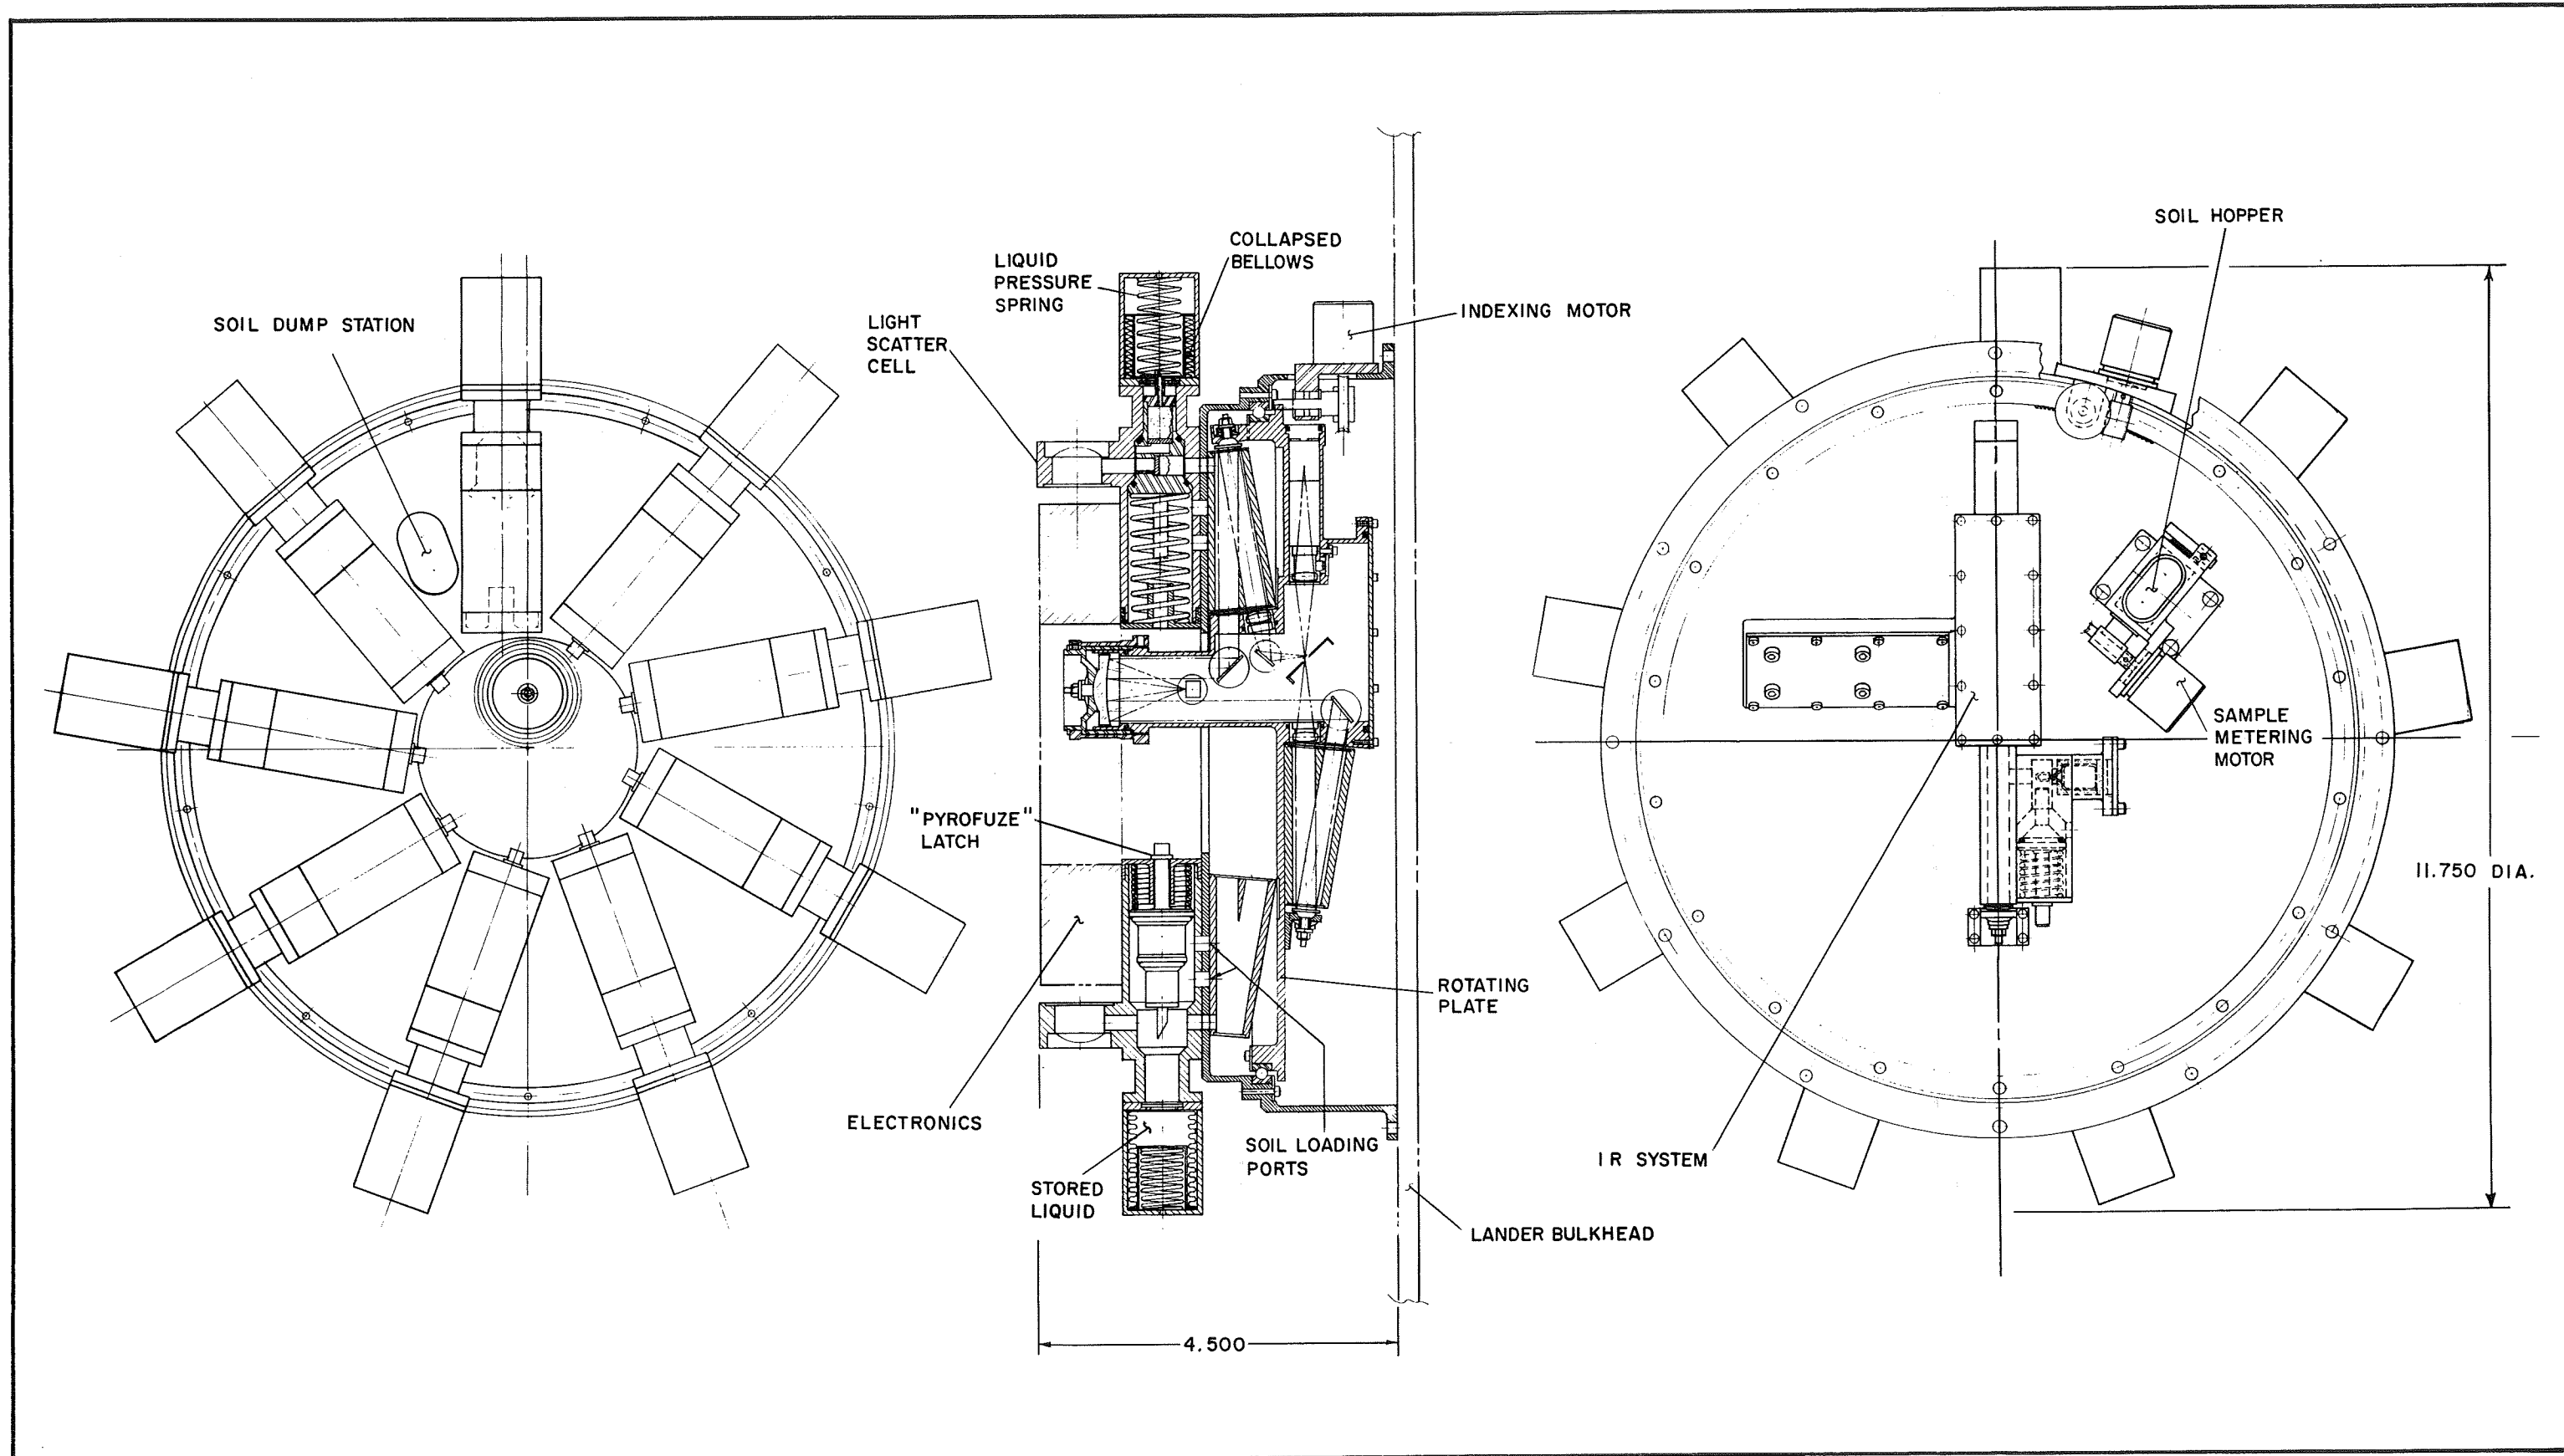 SOIL DUMP STATION
LIQUID
PRESSURE
SPRING
COLLAPSED
BELLOWS
LIGHT
SCATTER
CELL
INDEXING MOTOR
"PYROFUZE"
LATCH
ELECTRONICS
STORED
LIQUID
SOIL LOADING
PORTS
ROTATING
PLATE
LANDER BULKHEAD
4.500
SOIL HOPPER
SAMPLE
METERING
MOTOR
IR SYSTEM
11.750 DIA.